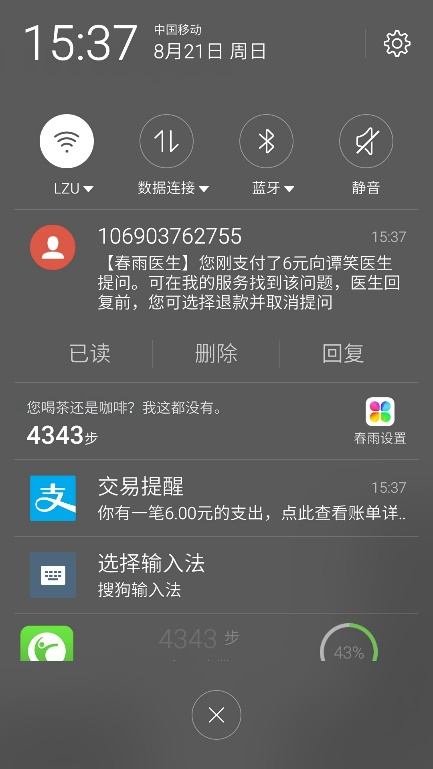 15:37
中国移动
8月21日 周日
LZU
数据连接
蓝牙
静音
106903762755
15:37
【春雨医生】您刚支付了6元向谭笑医生
提问。可在我的服务找到该问题，医生回
复前，您可选择退款并取消提问
已读
删除
回复
您喝茶还是咖啡？我这都没有。
4343步
春雨设置
支
交易提醒
15:37
你有一笔6.00元的支出，点此查看账单详..
选择输入法
搜狗输入法
4343 步
43%